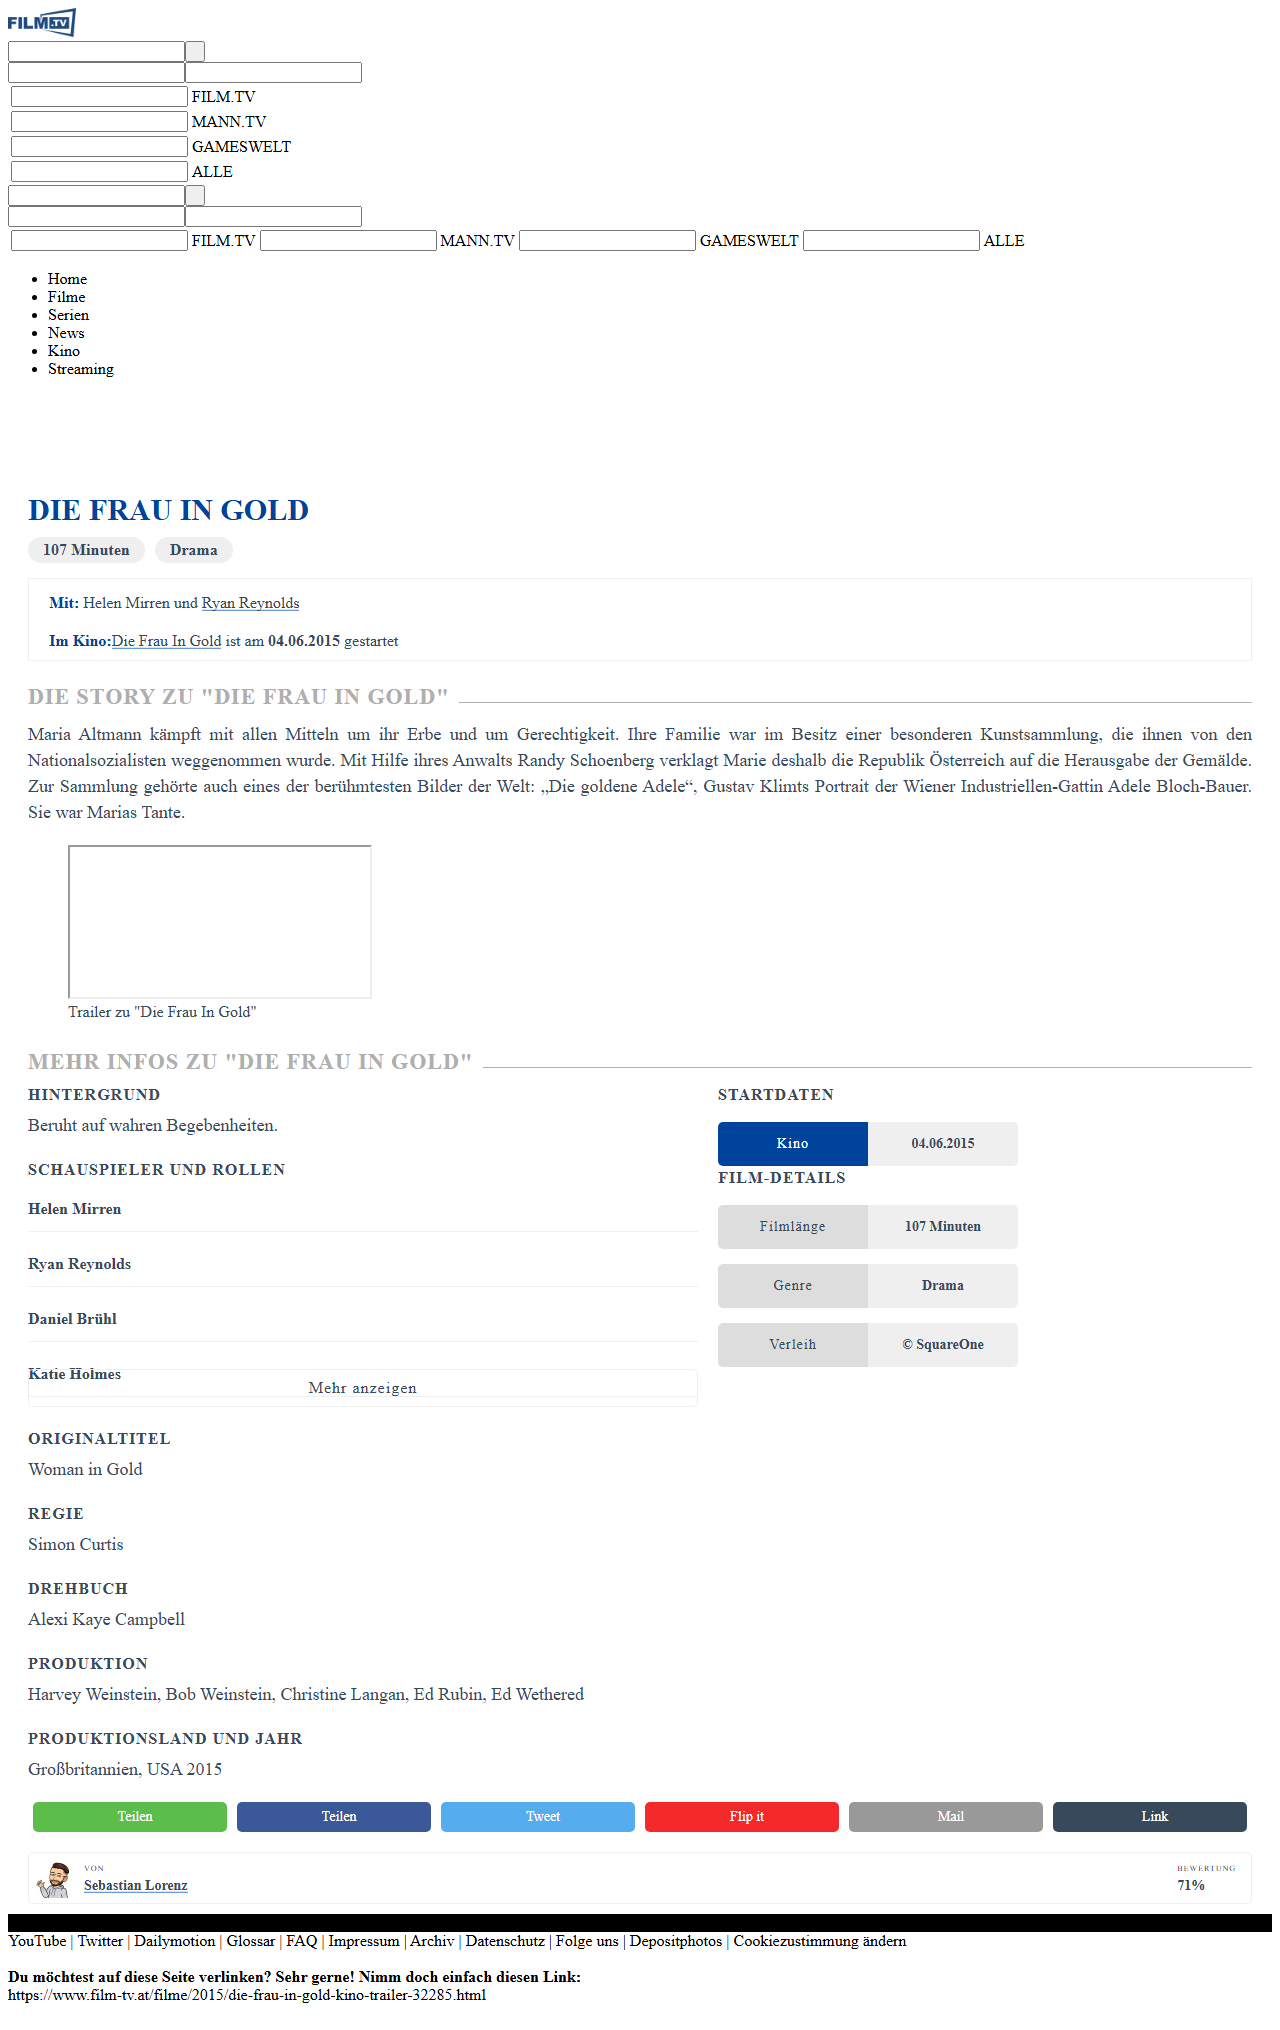 FILM.TV
FILM.TV
MANN.TV
GAMESWELT
ALLE
FILM.TV MANN.TV GAMESWELT ALLE
Home
Filme
Serien
News
Kino
Streaming
DIE FRAU IN GOLD
107 Minuten Drama
Mit: Helen Mirren und Ryan Reynolds
Im Kino:Die Frau In Gold ist am 04.06.2015 gestartet
DIE STORY ZU "DIE FRAU IN GOLD"
Maria Altmann kämpft mit allen Mitteln um ihr Erbe und um Gerechtigkeit. Ihre Familie war im Besitz einer besonderen Kunstsammlung, die ihnen von den
Nationalsozialisten weggenommen wurde. Mit Hilfe ihres Anwalts Randy Schoenberg verklagt Marie deshalb die Republik Österreich auf die Herausgabe der Gemälde.
Zur Sammlung gehörte auch eines der berühmtesten Bilder der Welt: „Die goldene Adele“, Gustav Klimts Portrait der Wiener Industriellen-Gattin Adele Bloch-Bauer.
Sie war Marias Tante.
Trailer zu "Die Frau In Gold"
MEHR INFOS ZU "DIE FRAU IN GOLD"
HINTERGRUND
Beruht auf wahren Begebenheiten.
SCHAUSPIELER UND ROLLEN
Helen Mirren
Ryan Reynolds
Daniel Brühl
Katie Holmes
Mehr anzeigen
ORIGINALTITEL
Woman in Gold
REGIE
Simon Curtis
DREHBUCH
Alexi Kaye Campbell
PRODUKTION
Harvey Weinstein, Bob Weinstein, Christine Langan, Ed Rubin, Ed Wethered
PRODUKTIONSLAND UND JAHR
Großbritannien, USA 2015
STARTDATEN
Kino 04.06.2015
FILM-DETAILS
Filmlänge 107 Minuten
Genre Drama
Verleih © SquareOne
Teilen Teilen Tweet Flip it Mail Link
VON
Sebastian Lorenz
BEWERTUNG
71%
YouTube | Twitter | Dailymotion | Glossar | FAQ | Impressum | Archiv | Datenschutz | Folge uns | Depositphotos | Cookiezustimmung ändern
Du möchtest auf diese Seite verlinken? Sehr gerne! Nimm doch einfach diesen Link:
https://www.film-tv.at/filme/2015/die-frau-in-gold-kino-trailer-32285.html